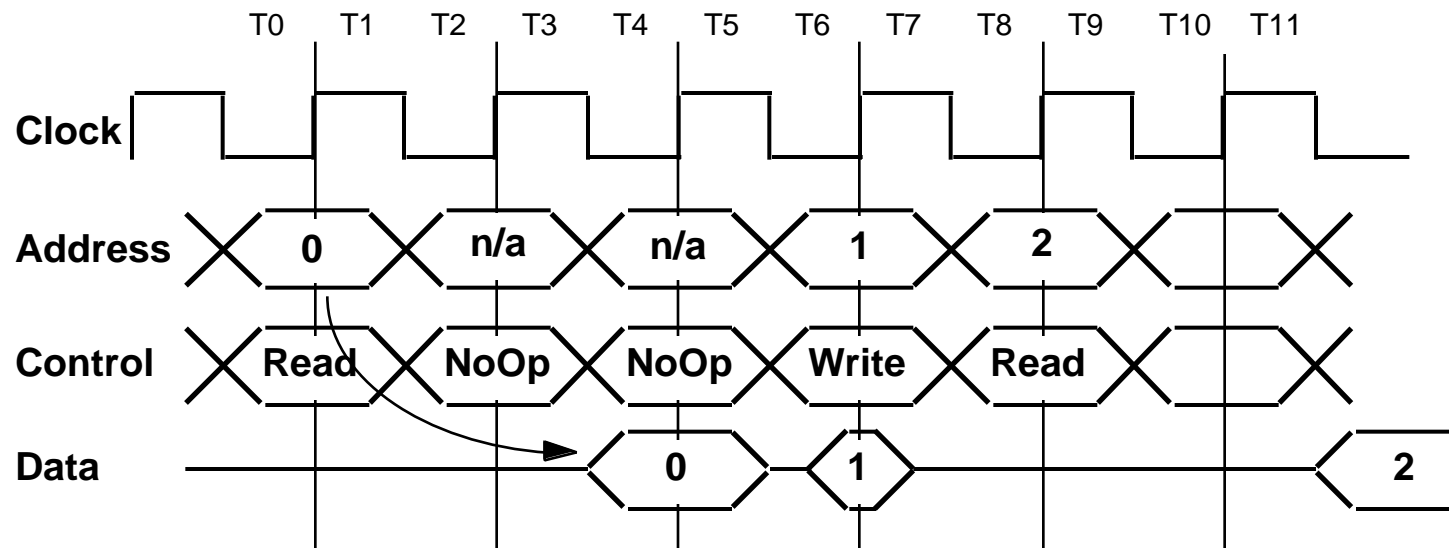 T0 T1 T2 T3 T4 T5 T6 T7 T8 T9 T10 T11
Clock
Address 0 n/a n/a 1 2
Control Read NoOp NoOp Write Read
Data 0 1 2